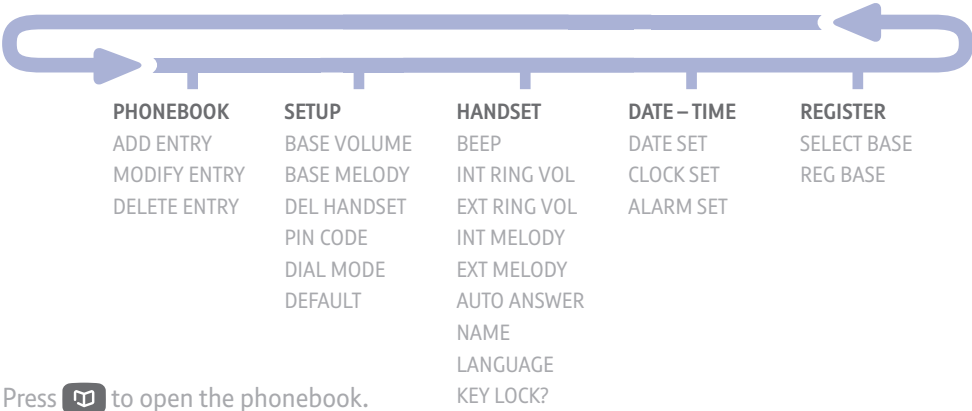 PHONEBOOK
ADD ENTRY
MODIFY ENTRY
DELETE ENTRY
SETUP
BASE VOLUME
BASE MELODY
DEL HANDSET
PIN CODE
DIAL MODE
DEFAULT
HANDSET
BEEP
INT RING VOL
EXT RING VOL
INT MELODY
EXT MELODY
AUTO ANSWER
NAME
LANGUAGE
KEY LOCK?
DATE – TIME
DATE SET
CLOCK SET
ALARM SET
REGISTER
SELECT BASE
REG BASE
Press to open the phonebook.